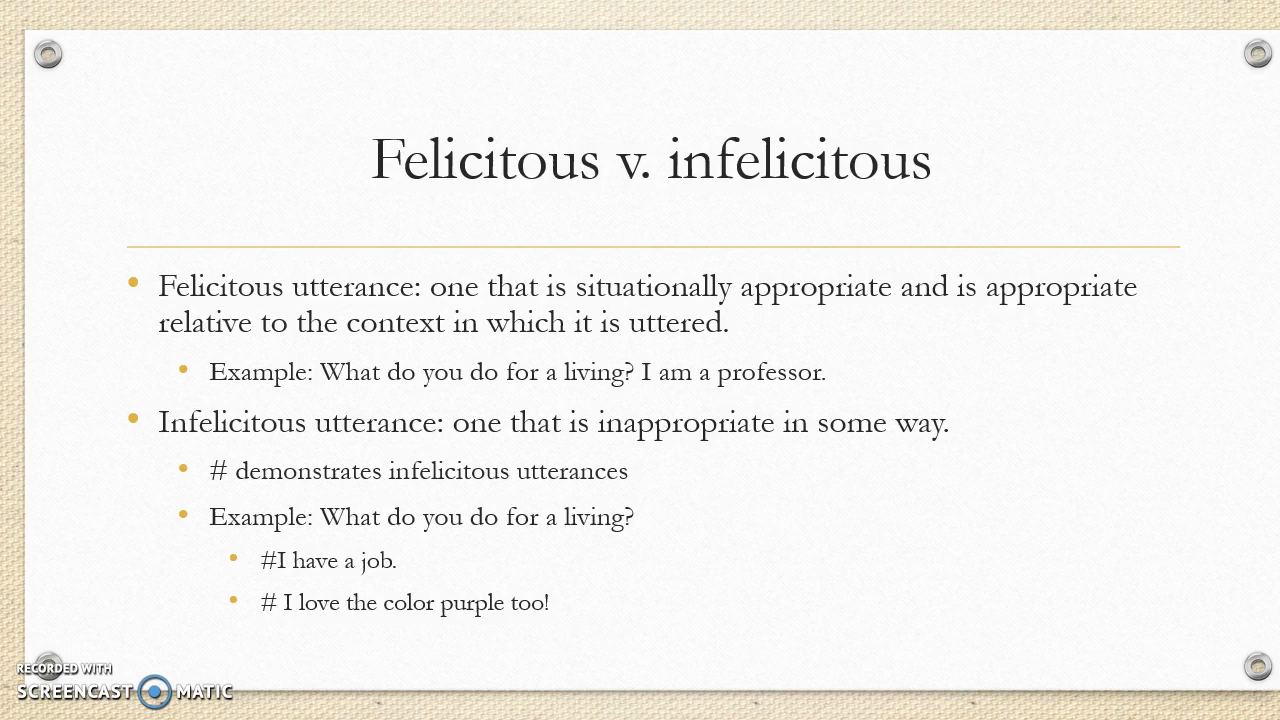 Felicitous v. infelicitous
• Felicitous utterance: one that is situationally appropriate and is appropriate
relative to the context in which it is uttered.
• Example: What do you do for a living? I am a professor.
• Infelicitous utterance: one that is inappropriate in some way.
• # demonstrates infelicitous utterances
• Example: What do you do for a living?
• #I have a job.
• # I love the color purple too!
RECORDED WITH
SCREENCAST MATIC